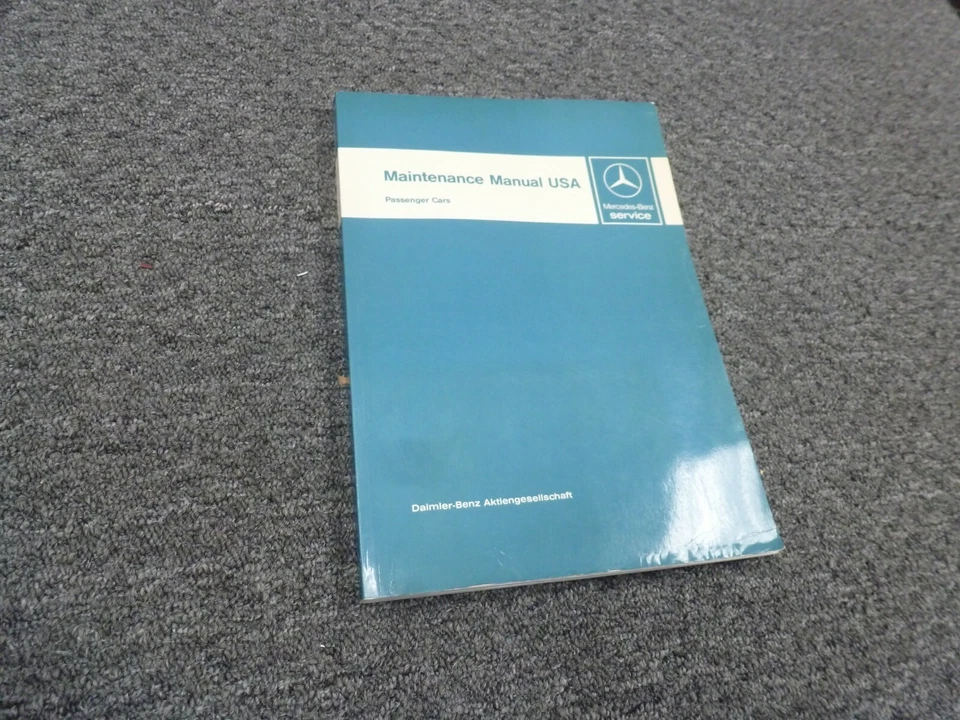 Maintenance Manual USA
Passenger Cars
Mercedes-Benz
service
Daimler-Benz Aktiengesellschaft